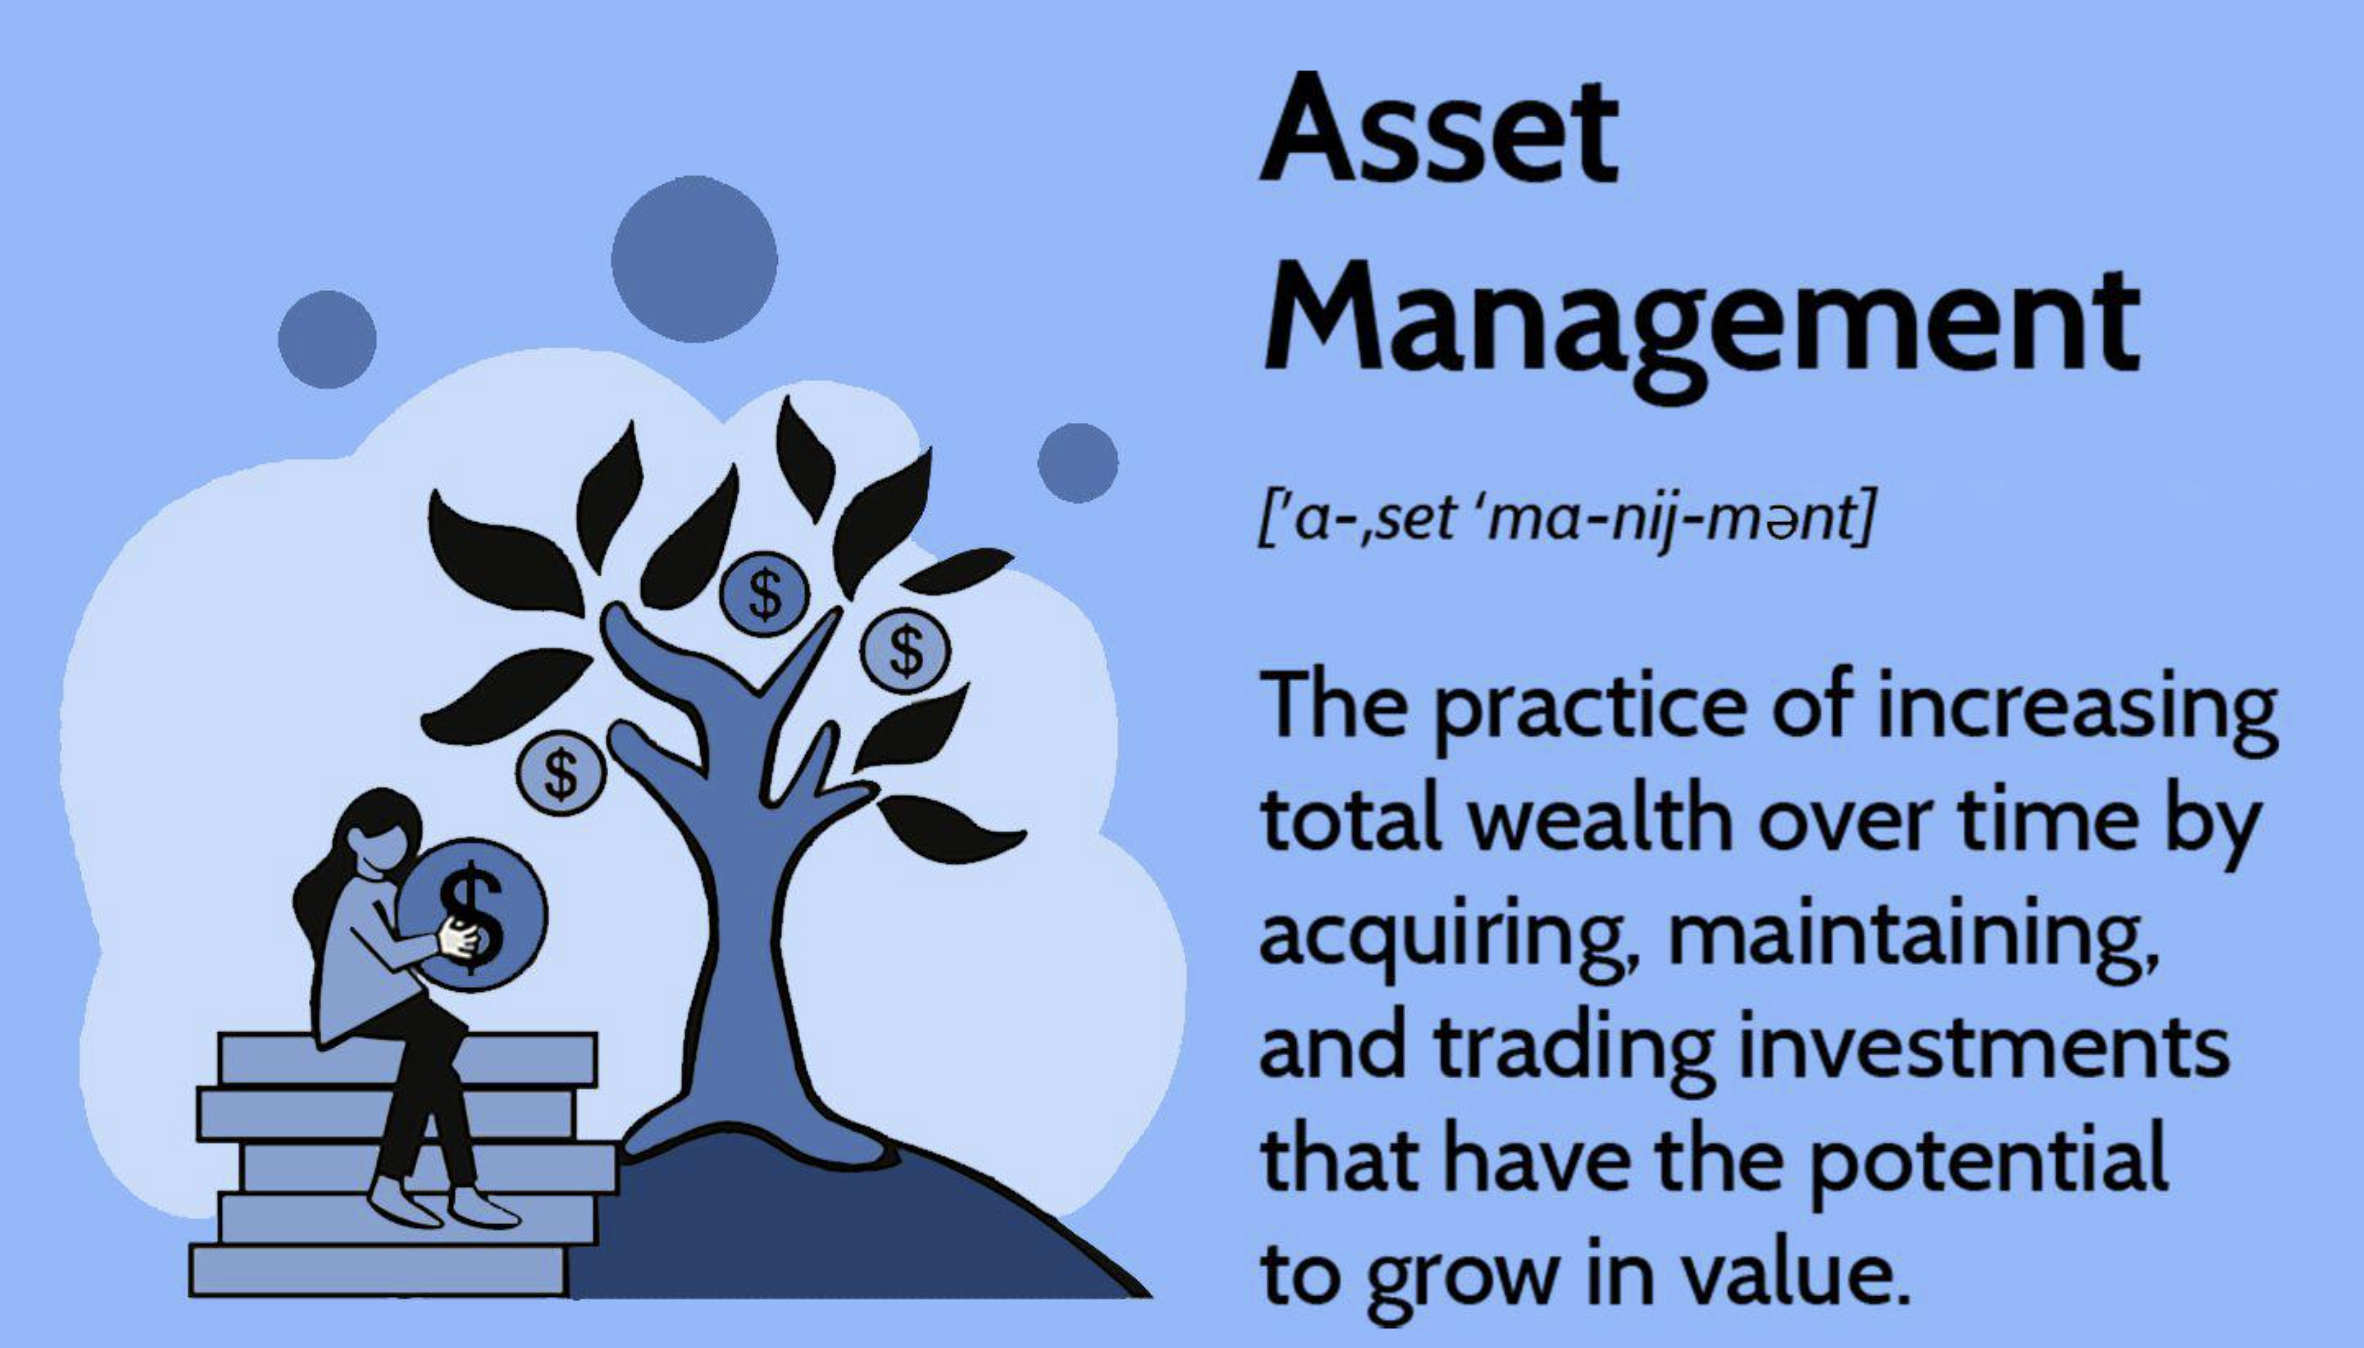 Asset
Management
['a-,set 'ma-nij-mənt]
$
$
$
$
The practice of increasing
total wealth over time by
acquiring, maintaining,
and trading investments
that have the potential
to grow in value.